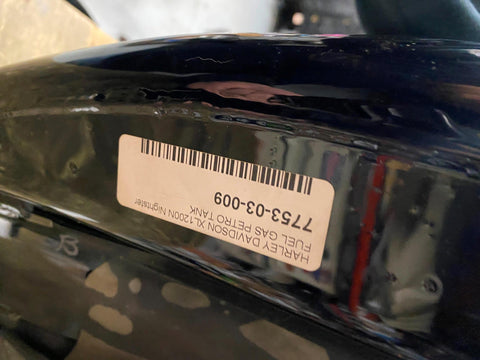 HARLEY DAVIDSON XL1200N Nightster
FUEL GAS PETRO TANK
7753-03-009